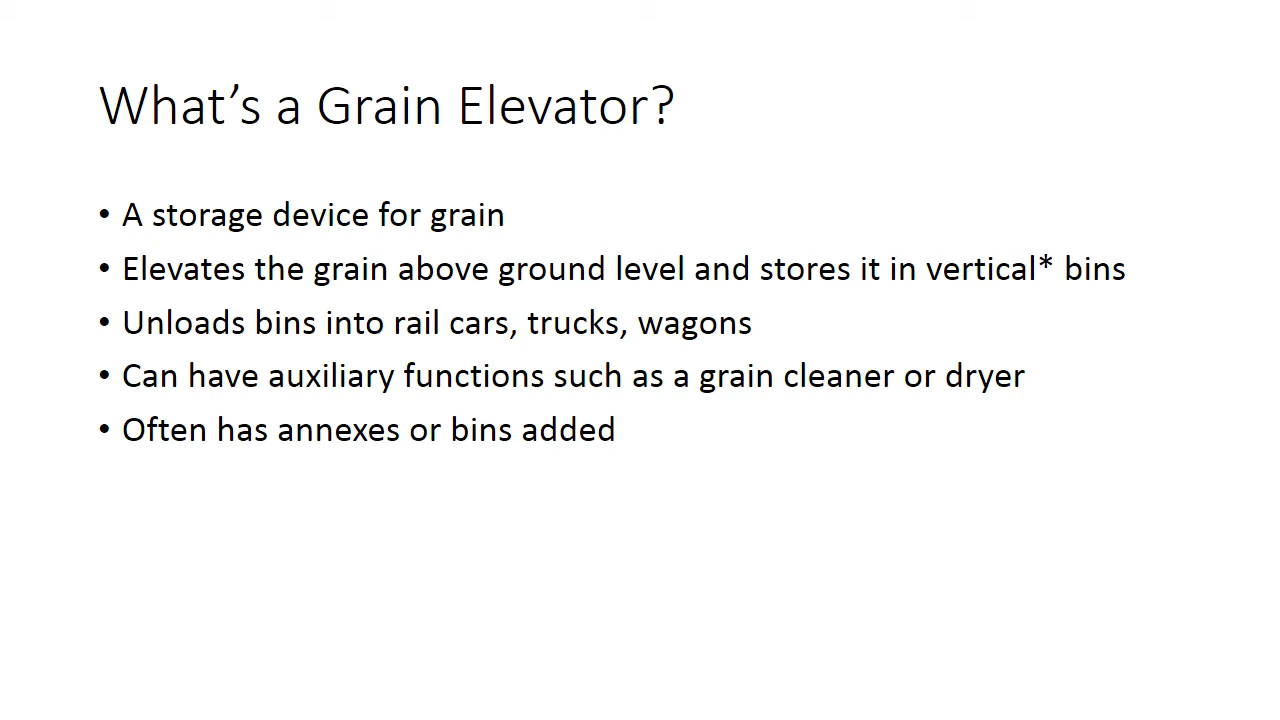 What’s a Grain Elevator?
• A storage device for grain
• Elevates the grain above ground level and stores it in vertical* bins
• Unloads bins into rail cars, trucks, wagons
• Can have auxiliary functions such as a grain cleaner or dryer
• Often has annexes or bins added